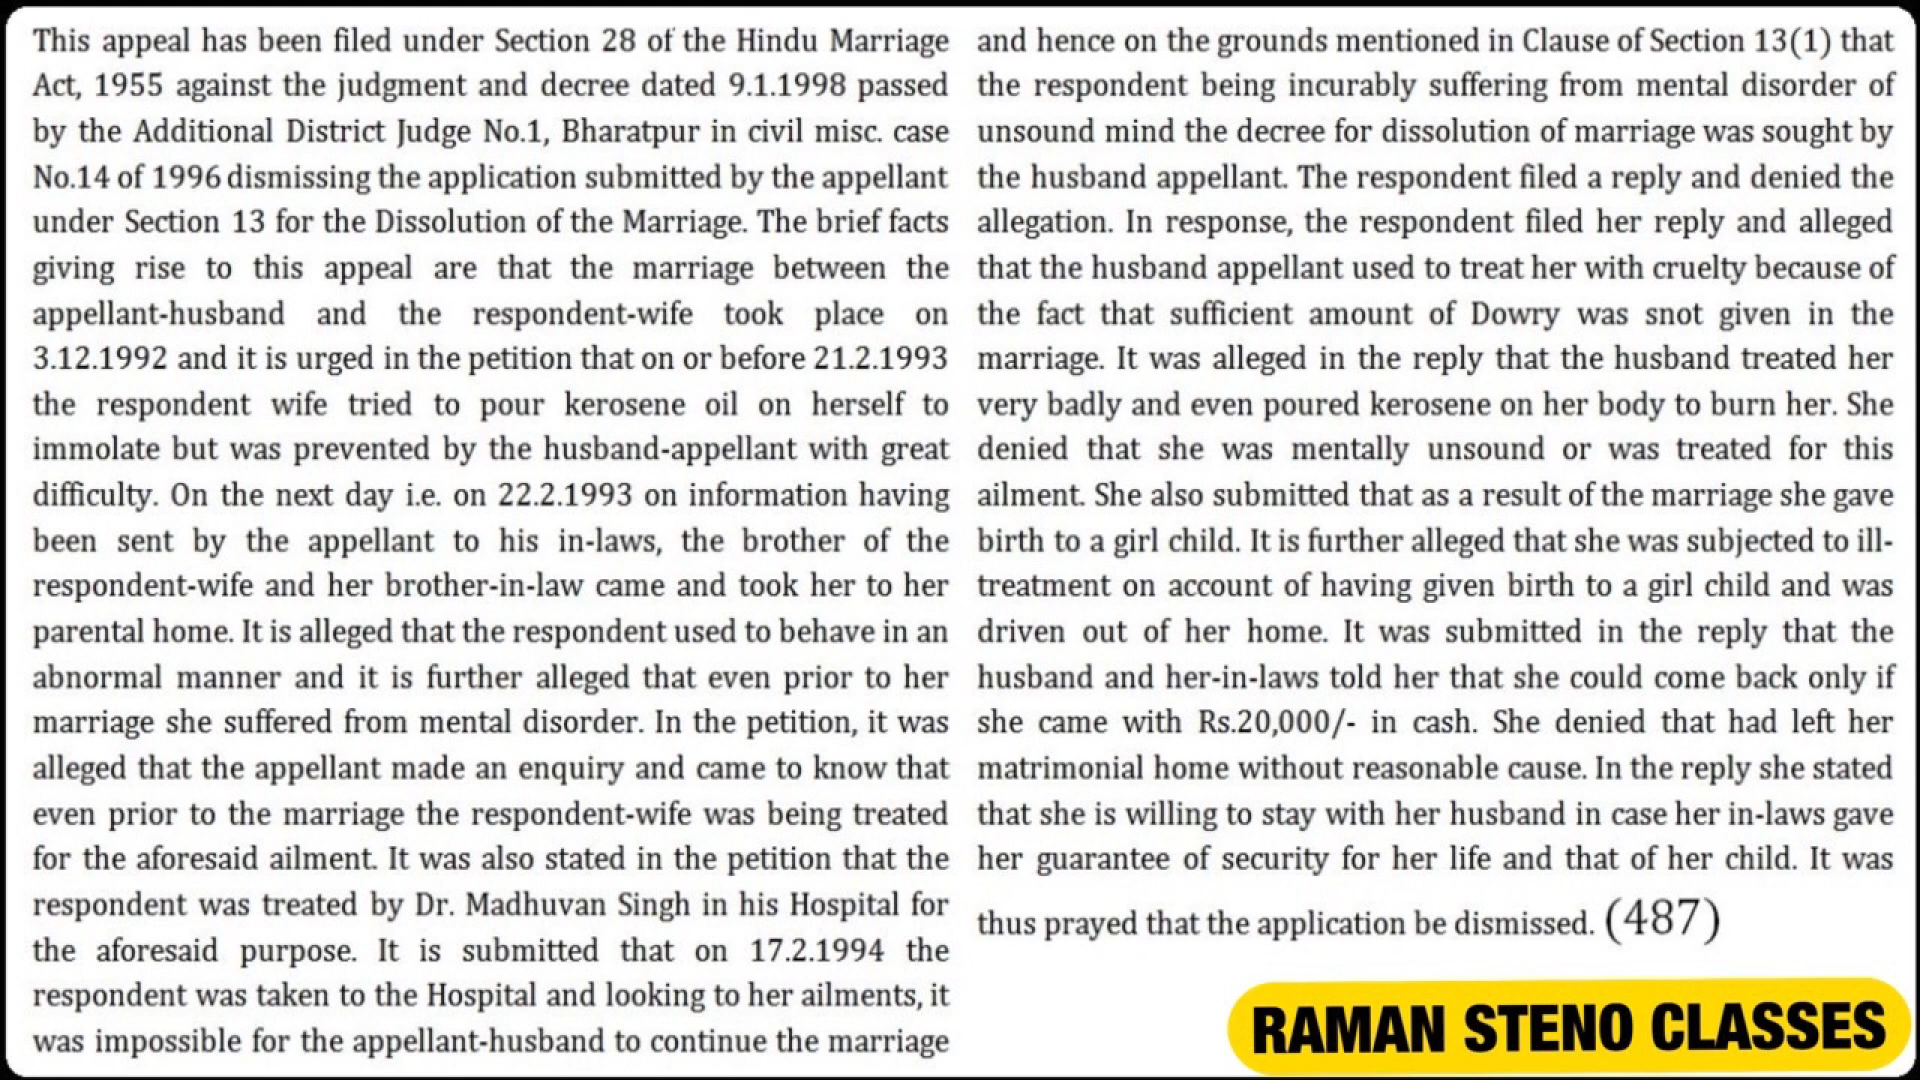 This appeal has been filed under Section 28 of the Hindu Marriage
Act, 1955 against the judgment and decree dated 9.1.1998 passed
by the Additional District Judge No.1, Bharatpur in civil misc. case
No.14 of 1996 dismissing the application submitted by the appellant
under Section 13 for the Dissolution of the Marriage. The brief facts
giving rise to this appeal are that the marriage between the
appellant-husband and the respondent-wife took place on
3.12.1992 and it is urged in the petition that on or before 21.2.1993
the respondent wife tried to pour kerosene oil on herself to
immolate but was prevented by the husband-appellant with great
difficulty. On the next day i.e. on 22.2.1993 on information having
been sent by the appellant to his in-laws, the brother of the
respondent-wife and her brother-in-law came and took her to her
parental home. It is alleged that the respondent used to behave in an
abnormal manner and it is further alleged that even prior to her
marriage she suffered from mental disorder. In the petition, it was
alleged that the appellant made an enquiry and came to know that
even prior to the marriage the respondent-wife was being treated
for the aforesaid ailment. It was also stated in the petition that the
respondent was treated by Dr. Madhuvan Singh in his Hospital for
the aforesaid purpose. It is submitted that on 17.2.1994 the
respondent was taken to the Hospital and looking to her ailments, it
was impossible for the appellant-husband to continue the marriage
and hence on the grounds mentioned in Clause of Section 13(1) that
the respondent being incurably suffering from mental disorder of
unsound mind the decree for dissolution of marriage was sought by
the husband appellant. The respondent filed a reply and denied the
allegation. In response, the respondent filed her reply and alleged
that the husband appellant used to treat her with cruelty because of
the fact that sufficient amount of Dowry was snot given in the
marriage. It was alleged in the reply that the husband treated her
very badly and even poured kerosene on her body to burn her. She
denied that she was mentally unsound or was treated for this
ailment. She also submitted that as a result of the marriage she gave
birth to a girl child. It is further alleged that she was subjected to ill-
treatment on account of having given birth to a girl child and was
driven out of her home. It was submitted in the reply that the
husband and her-in-laws told her that she could come back only if
she came with Rs.20,000/- in cash. She denied that had left her
matrimonial home without reasonable cause. In the reply she stated
that she is willing to stay with her husband in case her in-laws gave
her guarantee of security for her life and that of her child. It was
thus prayed that the application be dismissed. (487)
RAMAN STENO CLASSES